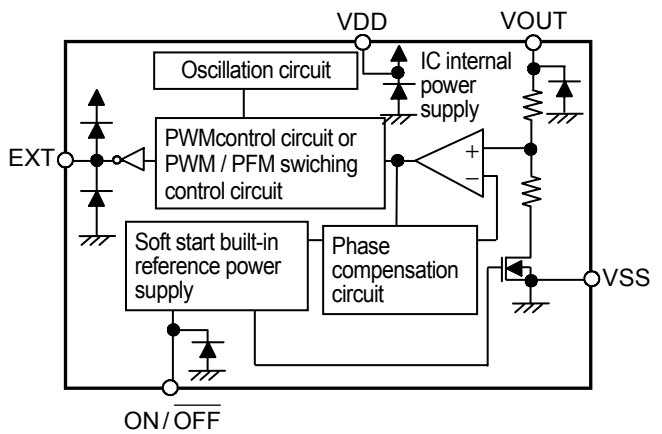 VDD
VOUT
Oscillation circuit
IC internal
power
supply
EXT
PWMcontrol circuit or
PWM / PFM swiching
control circuit
+
−
Soft start built-in
reference power
supply
Phase
compensation
circuit
VSS
ON / OFF